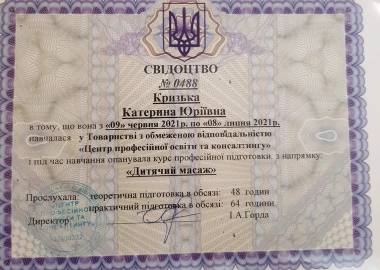 СВІДОЦТВО
№ 0488
Кризька
Катерина Юріївна
в тому, що вона з «09» червня 2021р. по «08» липня 2021р.
навчалася у Товаристві з обмеженою відповідальністю
«Центр професійної освіти та консалтингу»
і під час навчання опанувала курс професійної підготовки з напрямку:
«Дитячий масаж»
Прослухала: теоретична підготовка в обсязі: 48 годин
практичний підготовка в обсязі: 64 години
Директор І.А.Горда
ЦЕНТР